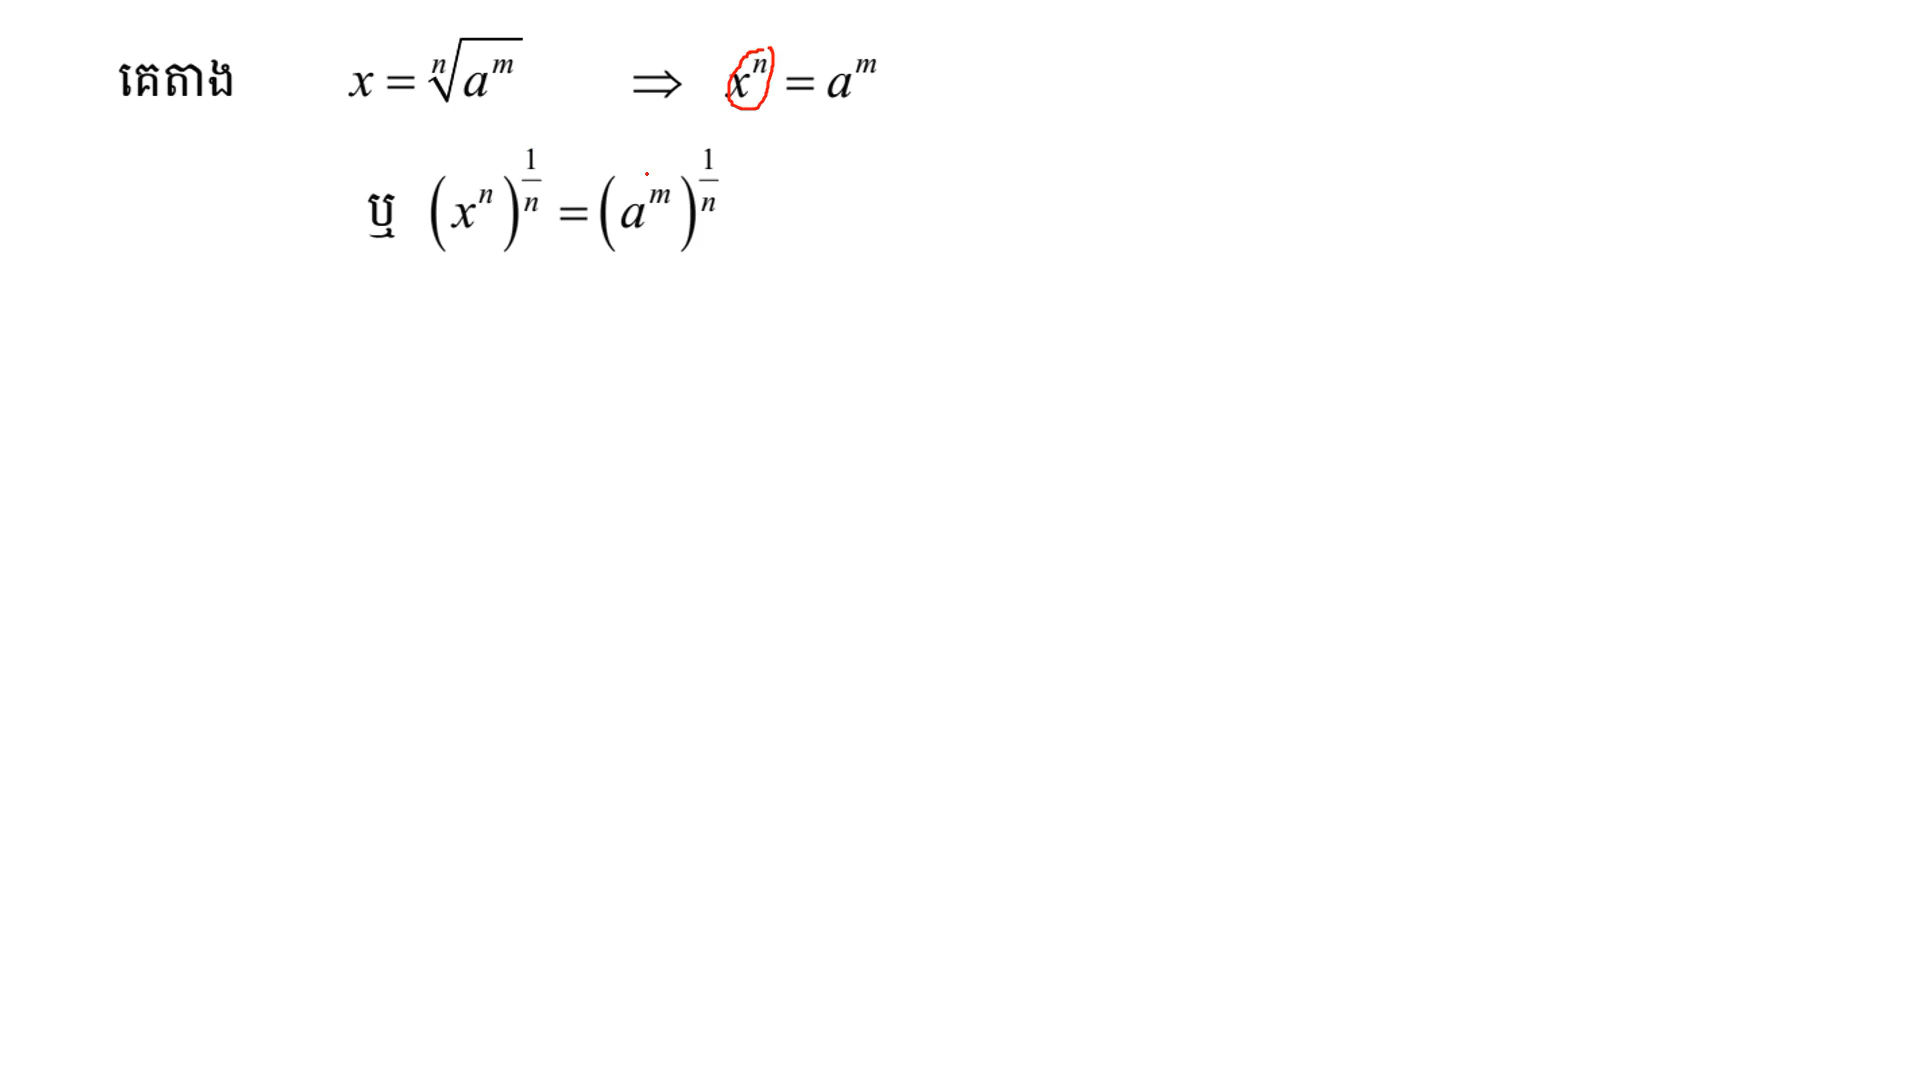 គេតាង x = ⁿ√(aᵐ) ⇒ xⁿ = aᵐ
ឬ (xⁿ)^(1/n) = (aᵐ)^(1/n)